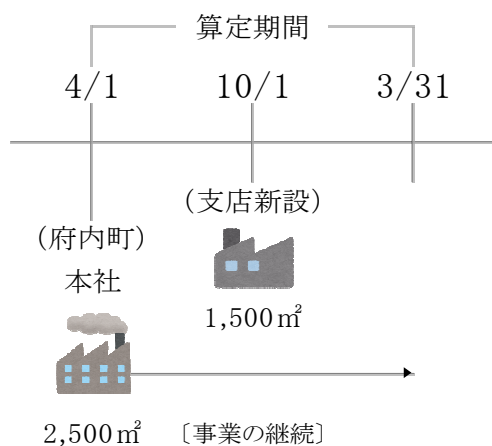 算定期間
4/1 10/1 3/31
(支店新設)
(府内町)
本社
1,500㎡
2,500㎡ 〔事業の継続〕